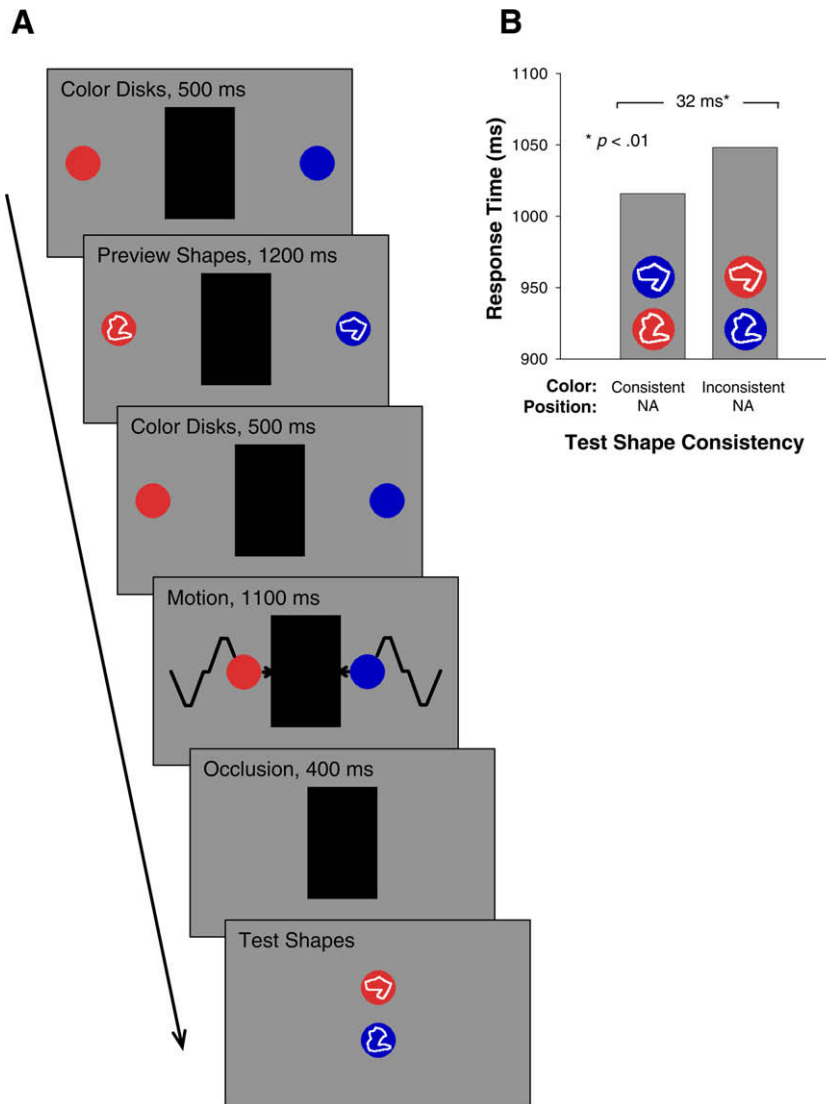 A
Color Disks, 500 ms
Preview Shapes, 1200 ms
Color Disks, 500 ms
Motion, 1100 ms
Occlusion, 400 ms
Test Shapes
B
Response Time (ms)
1100
1050
1000
950
900
32 ms*
* p < .01
Color: Consistent Inconsistent
Position: NA NA
Test Shape Consistency